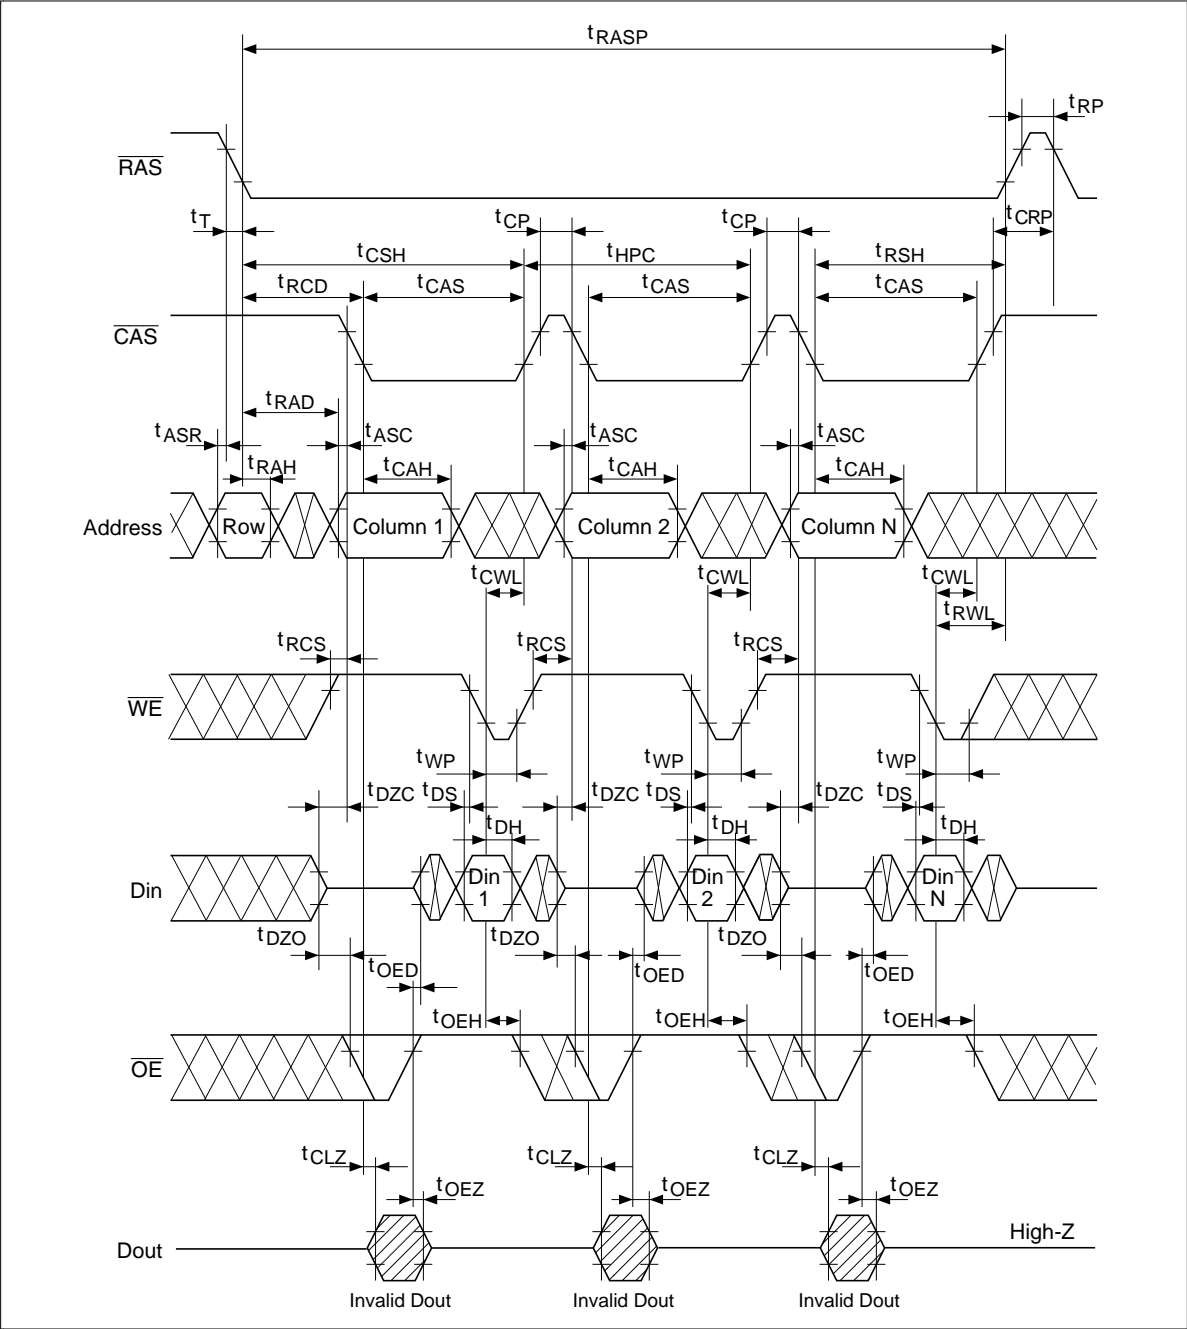 tRASP
tRP
RAS
tT tCP tCP tCRP
tCSH tHPC tRSH
tRCD tCAS tCAS tCAS
CAS
tRAD
tASR tASC tASC tASC
tRAH tCAH tCAH tCAH
Address Row Column 1 Column 2 Column N
tCWL tCWL tCWL
tRWL
tRCS tRCS tRCS
WE
tWP tWP tWP
tDZC tDS tDZC tDS tDZC tDS
tDH tDH tDH
Din Din 1 Din 2 Din N
tDZO tDZO tDZO
tOED tOED tOED
tOEH tOEH tOEH
OE
tCLZ tCLZ tCLZ
tOEZ tOEZ tOEZ
High-Z
Dout
Invalid Dout Invalid Dout Invalid Dout